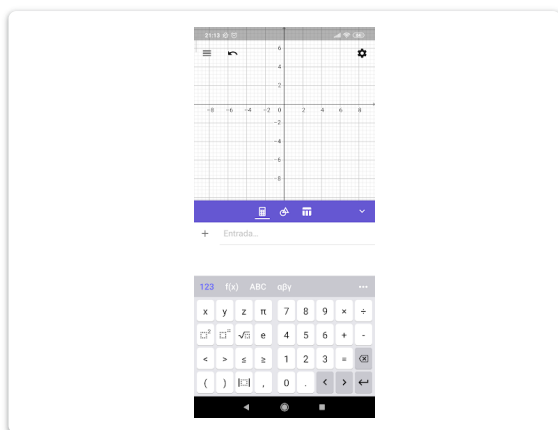 21:13
6
4
2
-8 -6 -4 -2 0 2 4 6 8
-2
-4
-6
-8
Entrada...
123 f(x) ABC αβγ ...
x y z π 7 8 9 × ÷
□² □□ √□ e 4 5 6 + -
< > ≤ ≥ 1 2 3 =
( ) |□| , 0 . < >